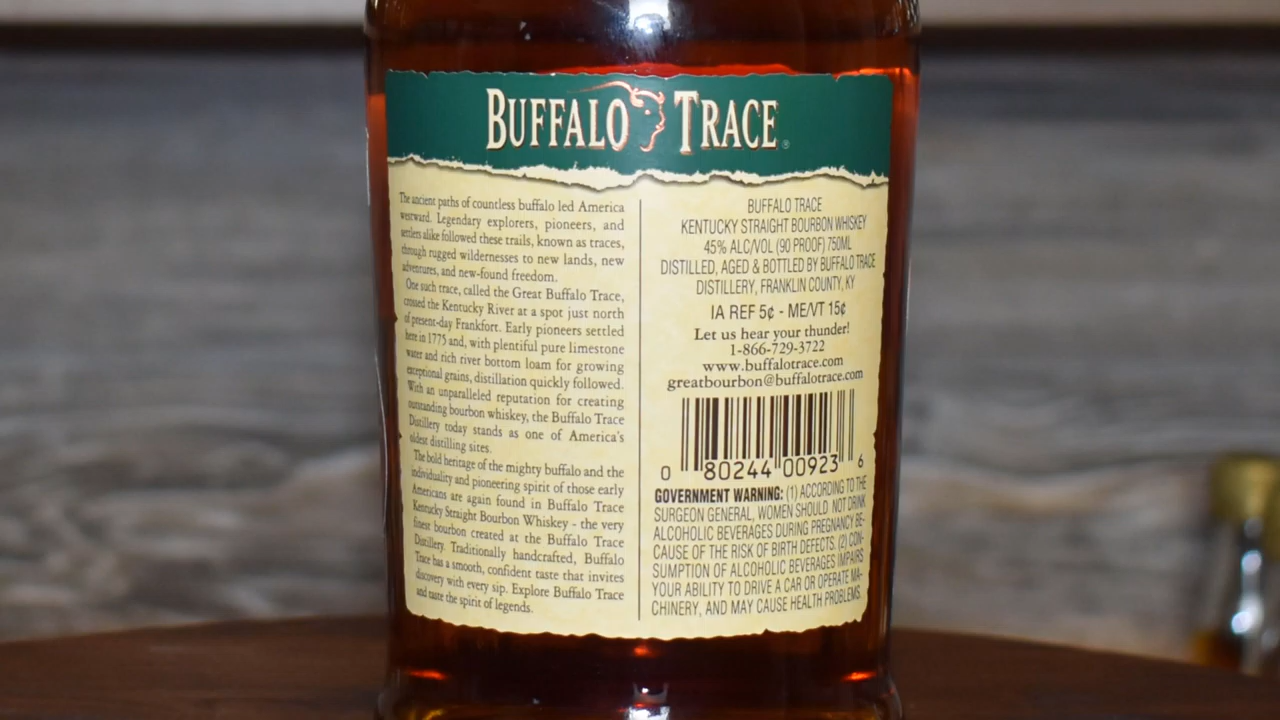 BUFFALO TRACE®
The ancient paths of countless buffalo led America
westward. Legendary explorers, pioneers, and
settlers alike followed these trails, known as traces,
through rugged wildernesses to new lands, new
adventures, and new-found freedom.
One such trace, called the Great Buffalo Trace,
crossed the Kentucky River at a spot just north
of present-day Frankfort. Early pioneers settled
here in 1775 and, with plentiful pure limestone
water and rich river bottom loam for growing
exceptional grains, distillation quickly followed.
With an unparalleled reputation for creating
outstanding bourbon whiskey, the Buffalo Trace
Distillery today stands as one of America's
oldest distilling sites.
The bold heritage of the mighty buffalo and the
individuality and pioneering spirit of those early
Americans are again found in Buffalo Trace
Kentucky Straight Bourbon Whiskey - the very
finest bourbon created at the Buffalo Trace
Distillery. Traditionally handcrafted, Buffalo
Trace has a smooth, confident taste that invites
discovery with every sip. Explore Buffalo Trace
and taste the spirit of legends.
BUFFALO TRACE
KENTUCKY STRAIGHT BOURBON WHISKEY
45% ALC/VOL (90 PROOF) 750ML
DISTILLED, AGED & BOTTLED BY BUFFALO TRACE
DISTILLERY, FRANKLIN COUNTY, KY
IA REF 5¢ - ME/VT 15¢
Let us hear your thunder!
1-866-729-3722
www.buffalotrace.com
greatbourbon@buffalotrace.com
0 80244 00923 6
GOVERNMENT WARNING: (1) ACCORDING TO THE
SURGEON GENERAL, WOMEN SHOULD NOT DRINK
ALCOHOLIC BEVERAGES DURING PREGNANCY BE-
CAUSE OF THE RISK OF BIRTH DEFECTS. (2) CON-
SUMPTION OF ALCOHOLIC BEVERAGES IMPAIRS
YOUR ABILITY TO DRIVE A CAR OR OPERATE MA-
CHINERY, AND MAY CAUSE HEALTH PROBLEMS.